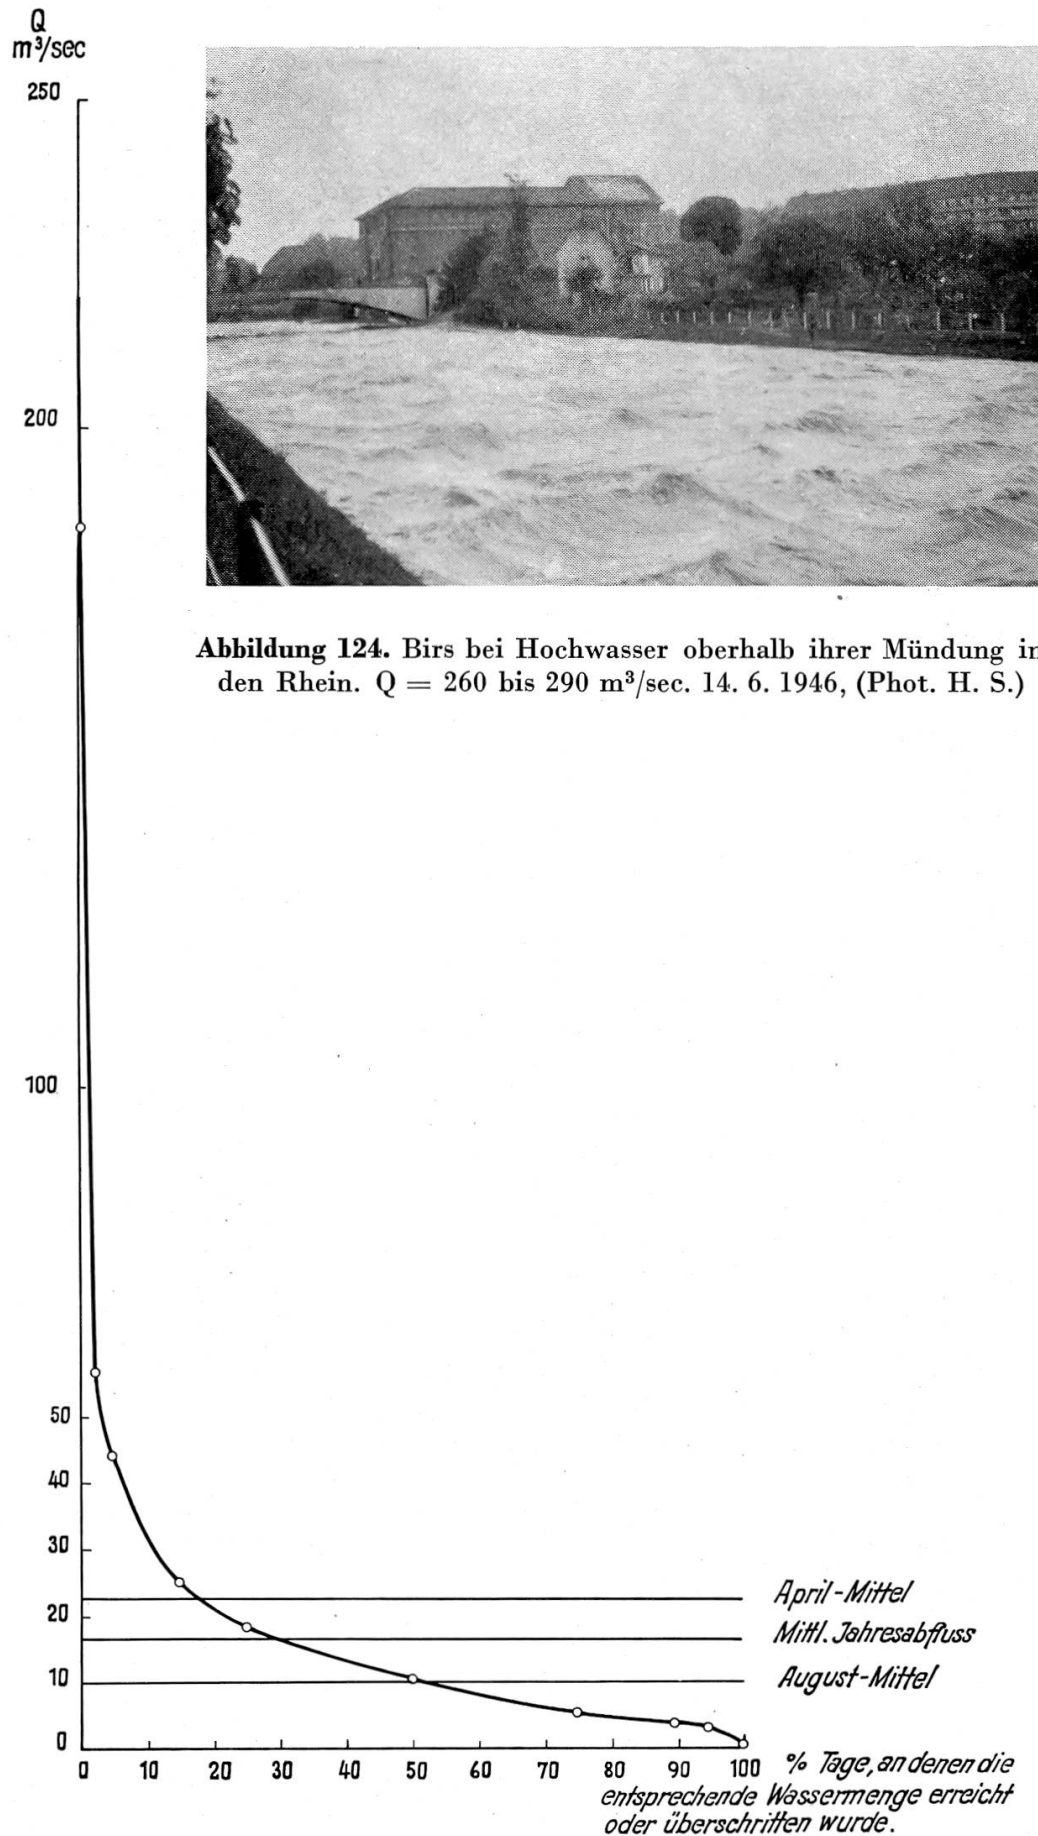 Q
m³/sec
250
200
Abbildung 124. Birs bei Hochwasser oberhalb ihrer Mündung in
den Rhein. Q = 260 bis 290 m³/sec. 14. 6. 1946, (Phot. H. S.)
100
50
40
30
April-Mittel
20
Mittl. Jahresabfluss
10
August-Mittel
0
0 10 20 30 40 50 60 70 80 90 100
% Tage, an denen die
entsprechende Wassermenge erreicht
oder überschritten wurde.